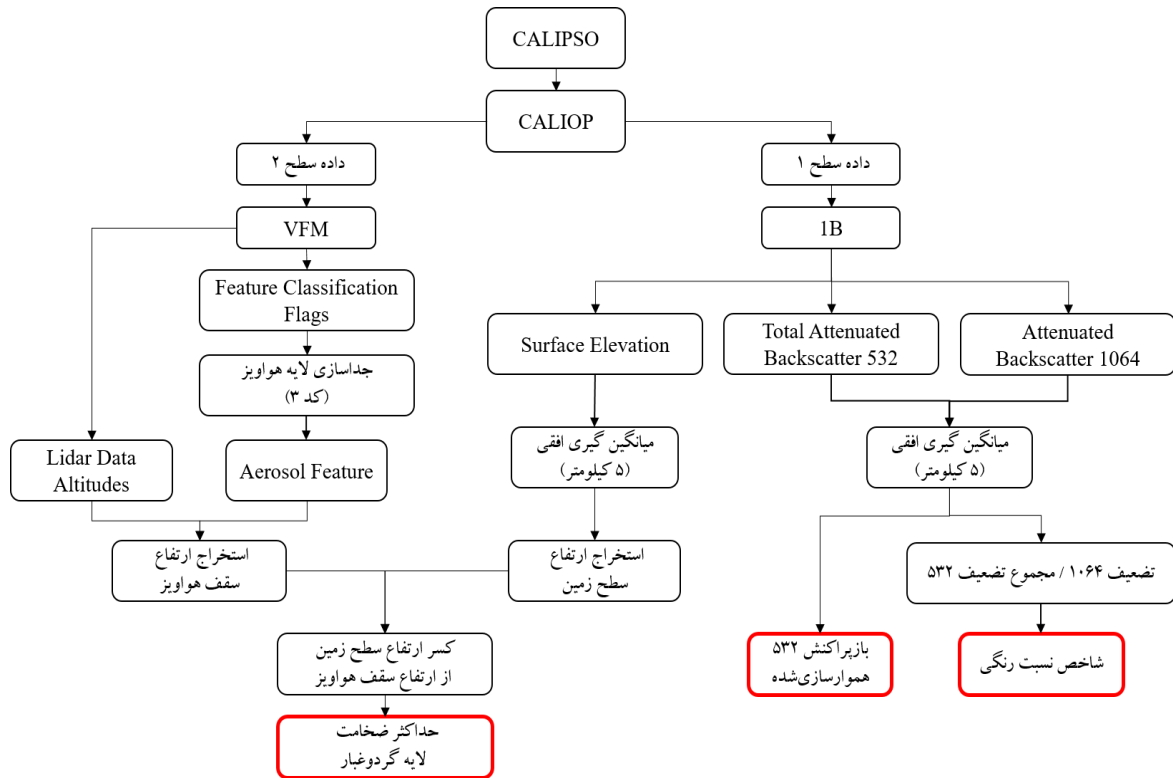 CALIPSO
CALIOP
داده سطح ۲
داده سطح ۱
VFM
1B
Feature Classification
Flags
Surface Elevation
Total Attenuated
Backscatter 532
Attenuated
Backscatter 1064
جداسازی لایه هواویز
(کد ۳)
Lidar Data
Altitudes
Aerosol Feature
میانگین گیری افقی
(۵ کیلومتر)
میانگین گیری افقی
(۵ کیلومتر)
استخراج ارتفاع
سقف هواویز
استخراج ارتفاع
سطح زمین
تضعیف ۱۰۶۴ / مجموع تضعیف ۵۳۲
کسر ارتفاع سطح زمین
از ارتفاع سقف هواویز
بازپراکنش ۵۳۲
هموارسازی‌شده
شاخص نسبت رنگی
حداکثر ضخامت
لایه گردوغبار